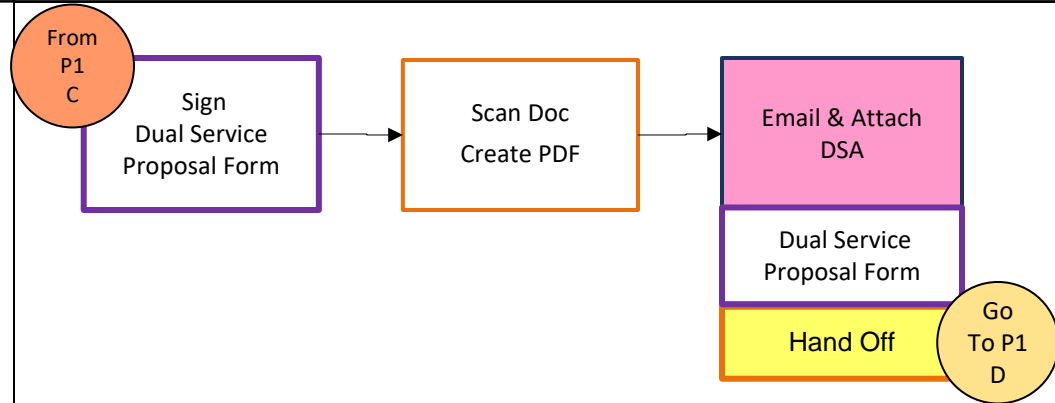 From
P1
C
Sign
Dual Service
Proposal Form
Scan Doc
Create PDF
Email & Attach
DSA
Dual Service
Proposal Form
Hand Off
Go
To P1
D